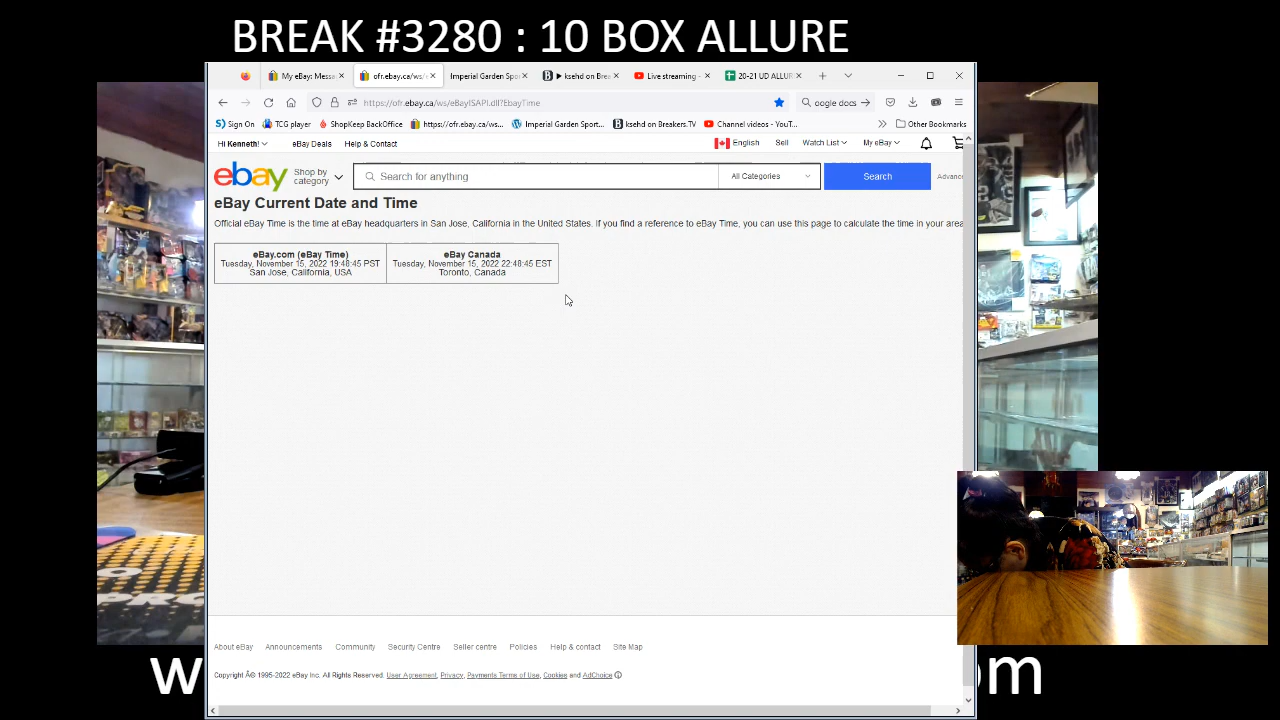 BREAK #3280 : 10 BOX ALLURE
My eBay: Messa
ofr.ebay.ca/ws/e
Imperial Garden Spo
ksehd on Brea
Live streaming -
20-21 UD ALLUR
https://ofr.ebay.ca/ws/eBayISAPI.dll?EbayTime
oogle docs
Sign On
TCG player
ShopKeep BackOffice
https://ofr.ebay.ca/ws...
Imperial Garden Sport...
ksehd on Breakers.TV
Channel videos - YouT...
Other Bookmarks
Hi Kenneth!
eBay Deals
Help & Contact
English
Sell
Watch List
My eBay
ebay
Shop by
category
Search for anything
All Categories
Search
Advanc
eBay Current Date and Time
Official eBay Time is the time at eBay headquarters in San Jose, California in the United States. If you find a reference to eBay Time, you can use this page to calculate the time in your area
eBay.com (eBay Time)
Tuesday, November 15, 2022 19:48:45 PST
San Jose, California, USA
eBay Canada
Tuesday, November 15, 2022 22:48:45 EST
Toronto, Canada
About eBay
Announcements
Community
Security Centre
Seller centre
Policies
Help & contact
Site Map
Copyright Â© 1995-2022 eBay Inc. All Rights Reserved. User Agreement, Privacy, Payments Terms of Use, Cookies and AdChoice
w
om